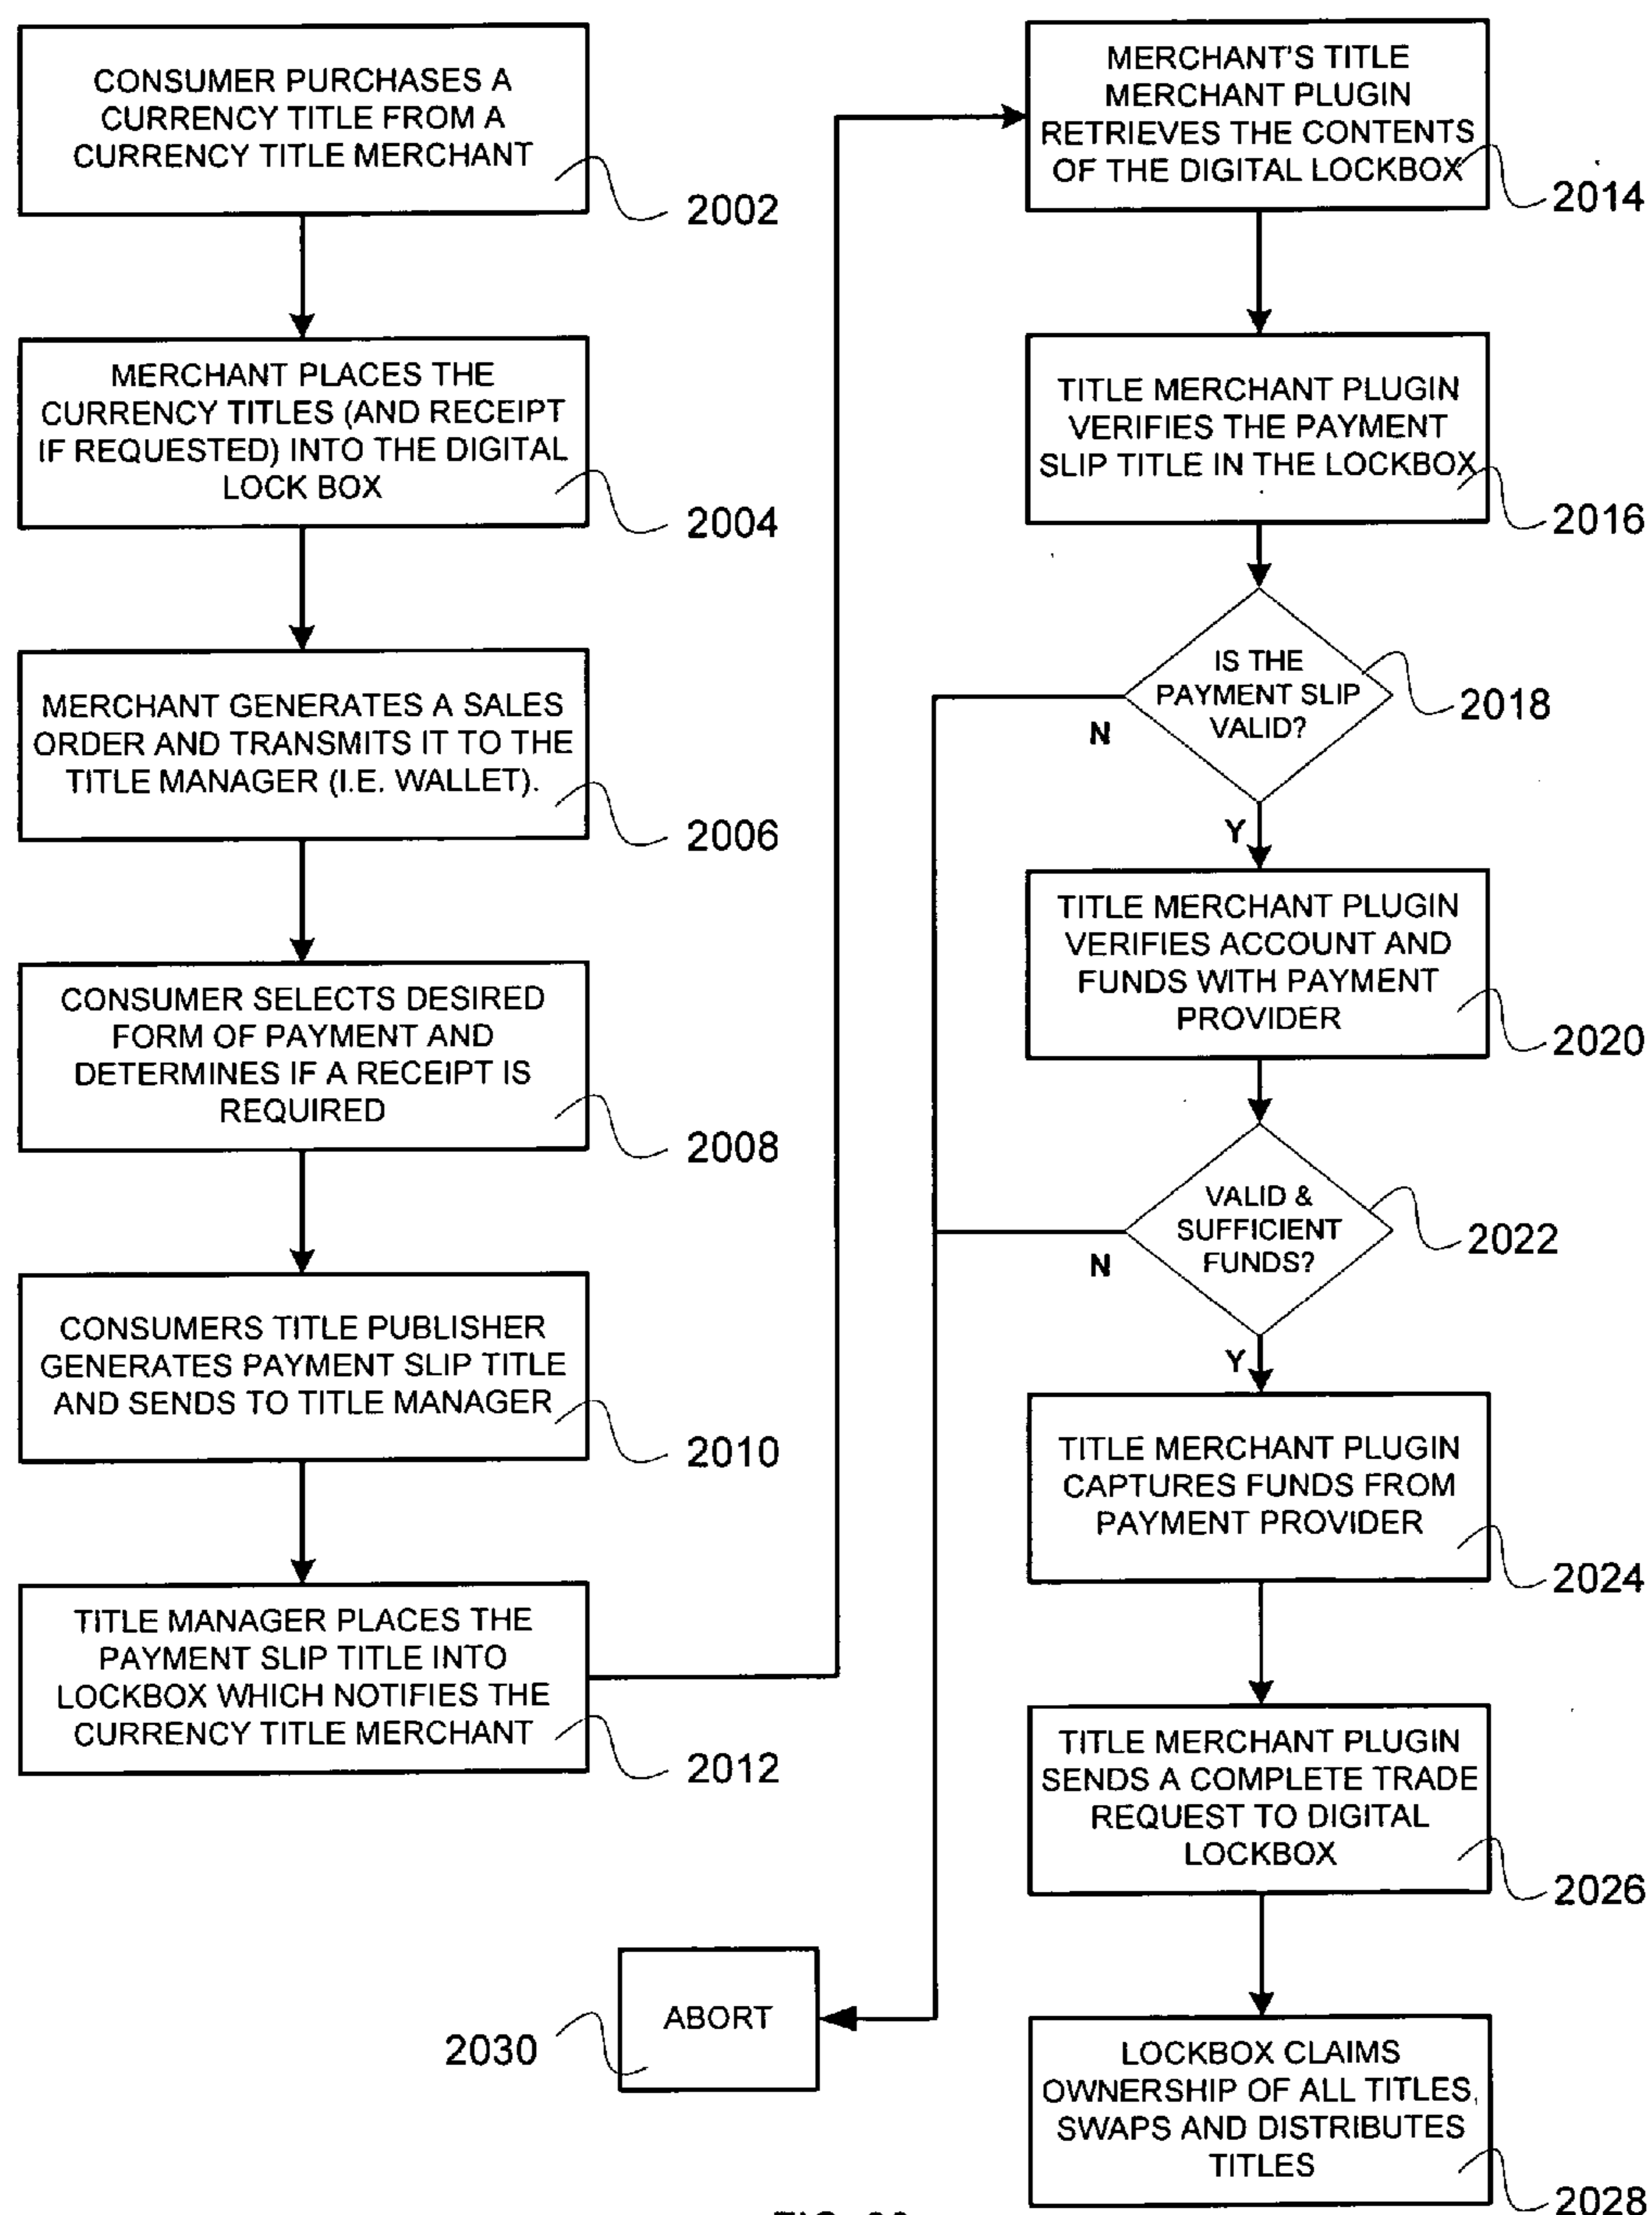 CONSUMER PURCHASES A
CURRENCY TITLE FROM A
CURRENCY TITLE MERCHANT
2002
MERCHANT PLACES THE
CURRENCY TITLES (AND RECEIPT
IF REQUESTED) INTO THE DIGITAL
LOCK BOX
2004
MERCHANT GENERATES A SALES
ORDER AND TRANSMITS IT TO THE
TITLE MANAGER (I.E. WALLET).
2006
CONSUMER SELECTS DESIRED
FORM OF PAYMENT AND
DETERMINES IF A RECEIPT IS
REQUIRED
2008
CONSUMERS TITLE PUBLISHER
GENERATES PAYMENT SLIP TITLE
AND SENDS TO TITLE MANAGER
2010
TITLE MANAGER PLACES THE
PAYMENT SLIP TITLE INTO
LOCKBOX WHICH NOTIFIES THE
CURRENCY TITLE MERCHANT
2012
MERCHANT'S TITLE
MERCHANT PLUGIN
RETRIEVES THE CONTENTS
OF THE DIGITAL LOCKBOX
2014
TITLE MERCHANT PLUGIN
VERIFIES THE PAYMENT
SLIP TITLE IN THE LOCKBOX
2016
IS THE
PAYMENT SLIP
VALID?
2018
N
Y
TITLE MERCHANT PLUGIN
VERIFIES ACCOUNT AND
FUNDS WITH PAYMENT
PROVIDER
2020
VALID &
SUFFICIENT
FUNDS?
2022
N
Y
TITLE MERCHANT PLUGIN
CAPTURES FUNDS FROM
PAYMENT PROVIDER
2024
TITLE MERCHANT PLUGIN
SENDS A COMPLETE TRADE
REQUEST TO DIGITAL
LOCKBOX
2026
LOCKBOX CLAIMS
OWNERSHIP OF ALL TITLES,
SWAPS AND DISTRIBUTES
TITLES
2028
ABORT
2030